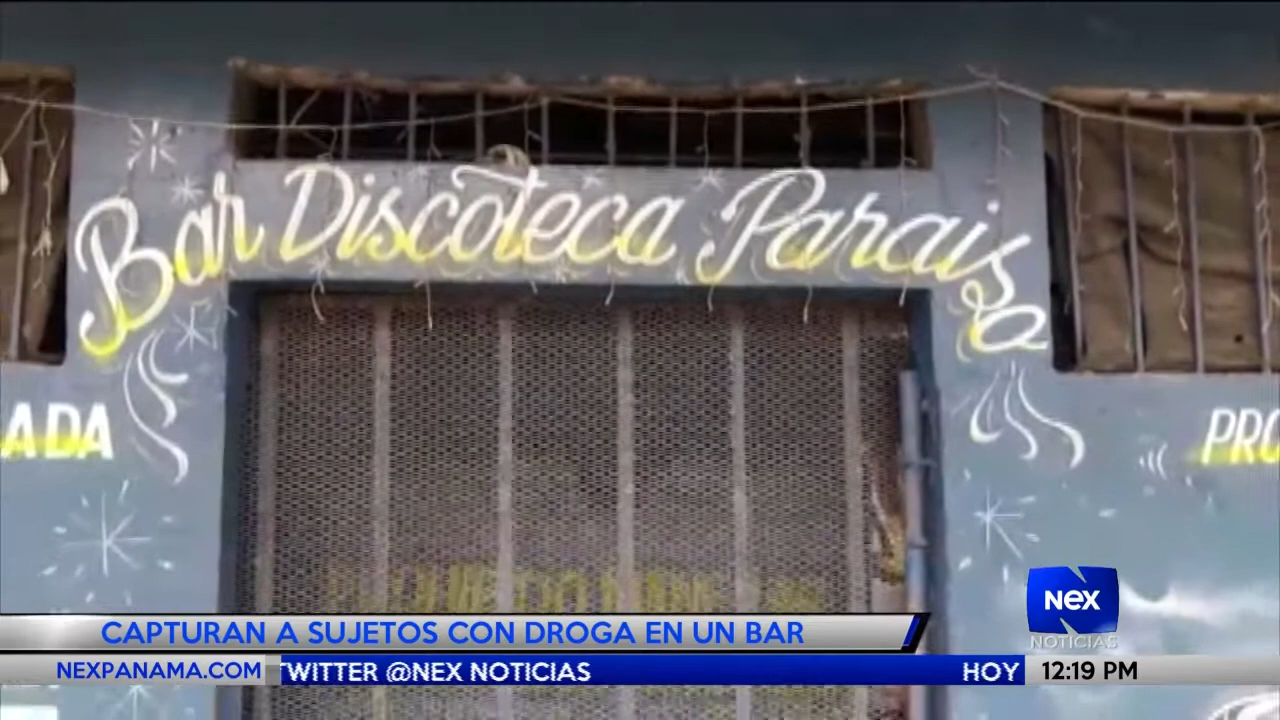 Bar Discoteca Paraiso
ADA
PRO
CAPTURAN A SUJETOS CON DROGA EN UN BAR
nex
NOTICIAS
NEXPANAMA.COM
TWITTER @NEX NOTICIAS
HOY
12:19 PM